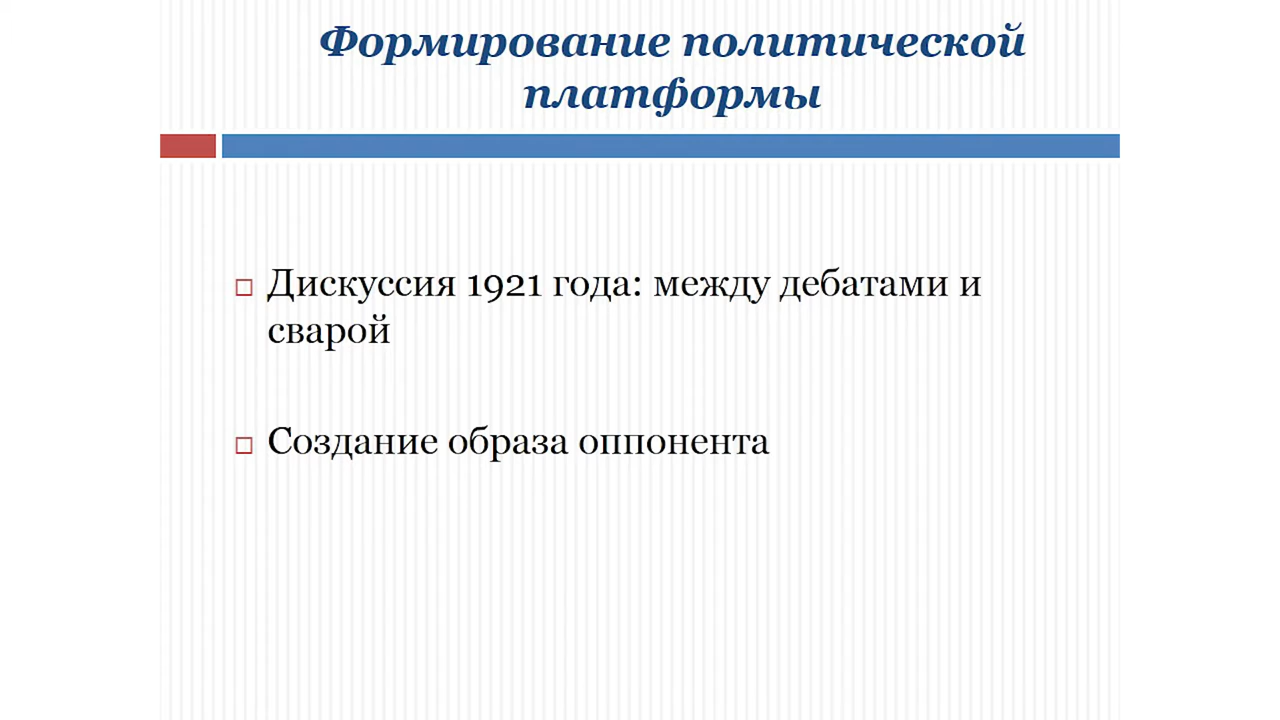 Формирование политической
платформы
Дискуссия 1921 года: между дебатами и
сварой
Создание образа оппонента